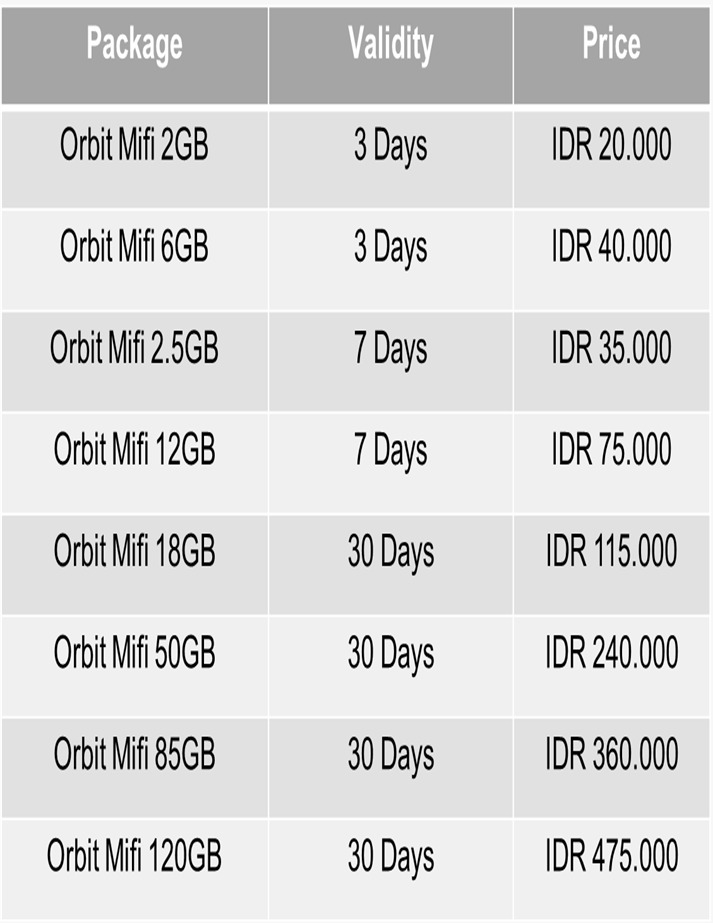 Package Validity Price
Orbit Mifi 2GB 3 Days IDR 20.000
Orbit Mifi 6GB 3 Days IDR 40.000
Orbit Mifi 2.5GB 7 Days IDR 35.000
Orbit Mifi 12GB 7 Days IDR 75.000
Orbit Mifi 18GB 30 Days IDR 115.000
Orbit Mifi 50GB 30 Days IDR 240.000
Orbit Mifi 85GB 30 Days IDR 360.000
Orbit Mifi 120GB 30 Days IDR 475.000